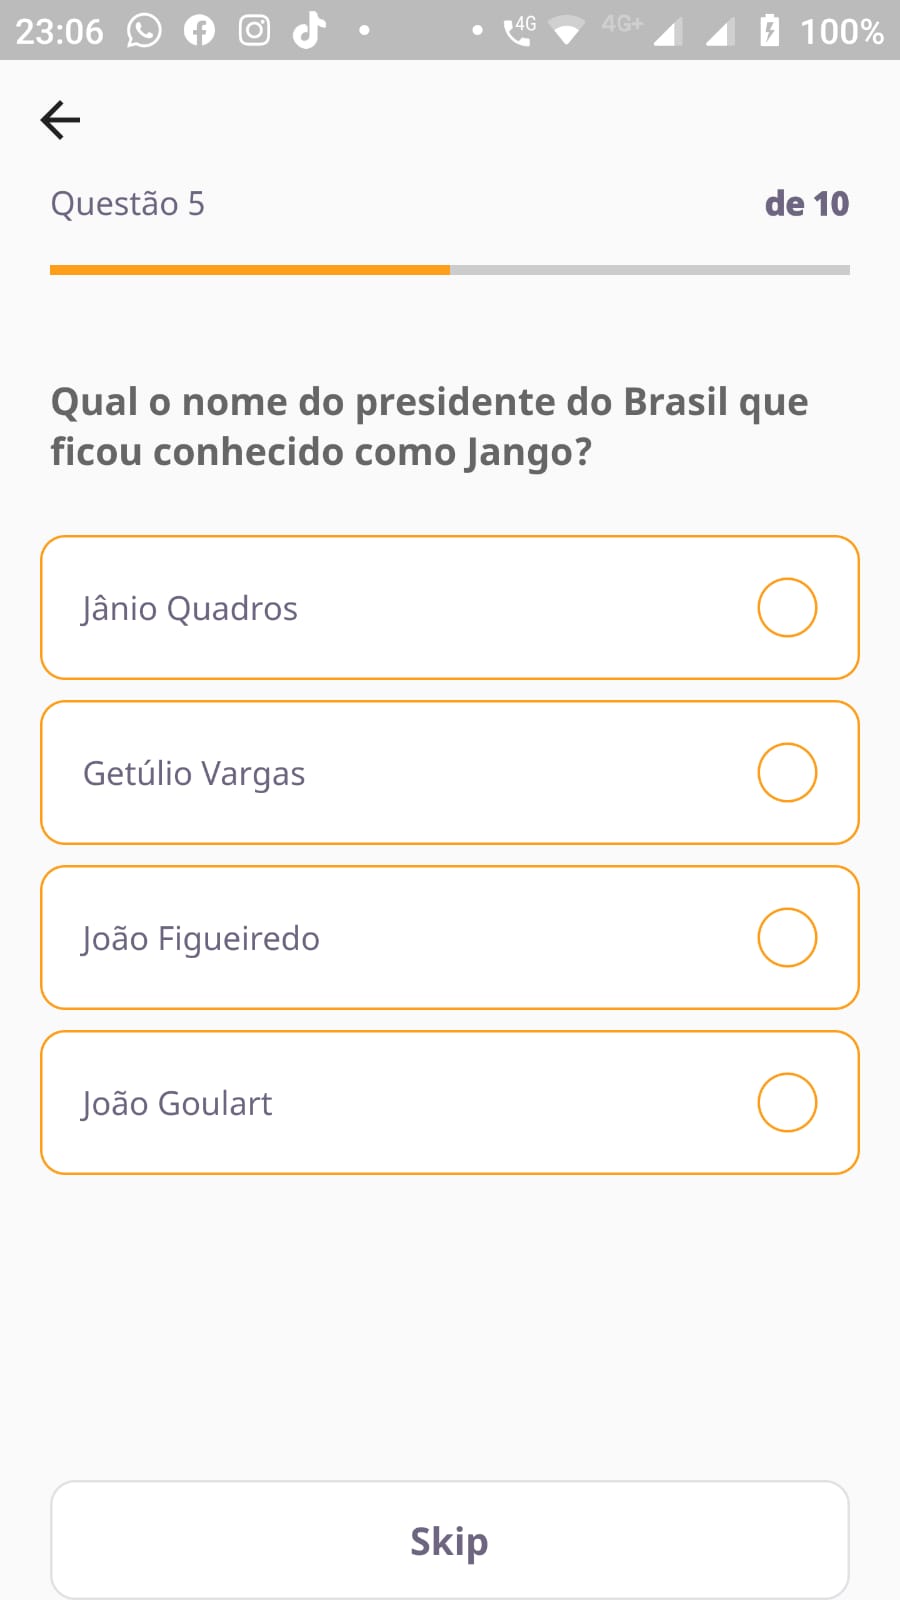 23:06 4G 4G+ 100%
Questão 5 de 10
Qual o nome do presidente do Brasil que
ficou conhecido como Jango?
Jânio Quadros
Getúlio Vargas
João Figueiredo
João Goulart
Skip